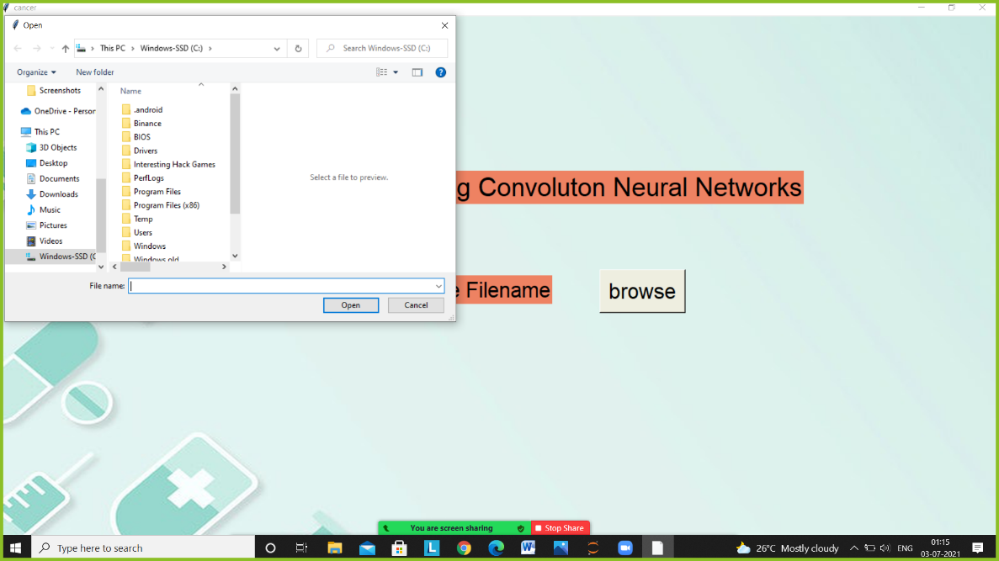 cancer
Open
This PC > Windows-SSD (C:) >
Search Windows-SSD (C:)
Organize
New folder
?
Screenshots
OneDrive - Person
This PC
3D Objects
Desktop
Documents
Downloads
Music
Pictures
Videos
Windows-SSD (C
Name
.android
Binance
BIOS
Drivers
Interesting Hack Games
PerfLogs
Program Files
Program Files (x86)
Temp
Users
Windows
Windows.old
Select a file to preview.
File name:
Open
Cancel
g Convoluton Neural Networks
e Filename
browse
You are screen sharing
Stop Share
Type here to search
L
W
26°C Mostly cloudy
ENG
01:15
03-07-2021